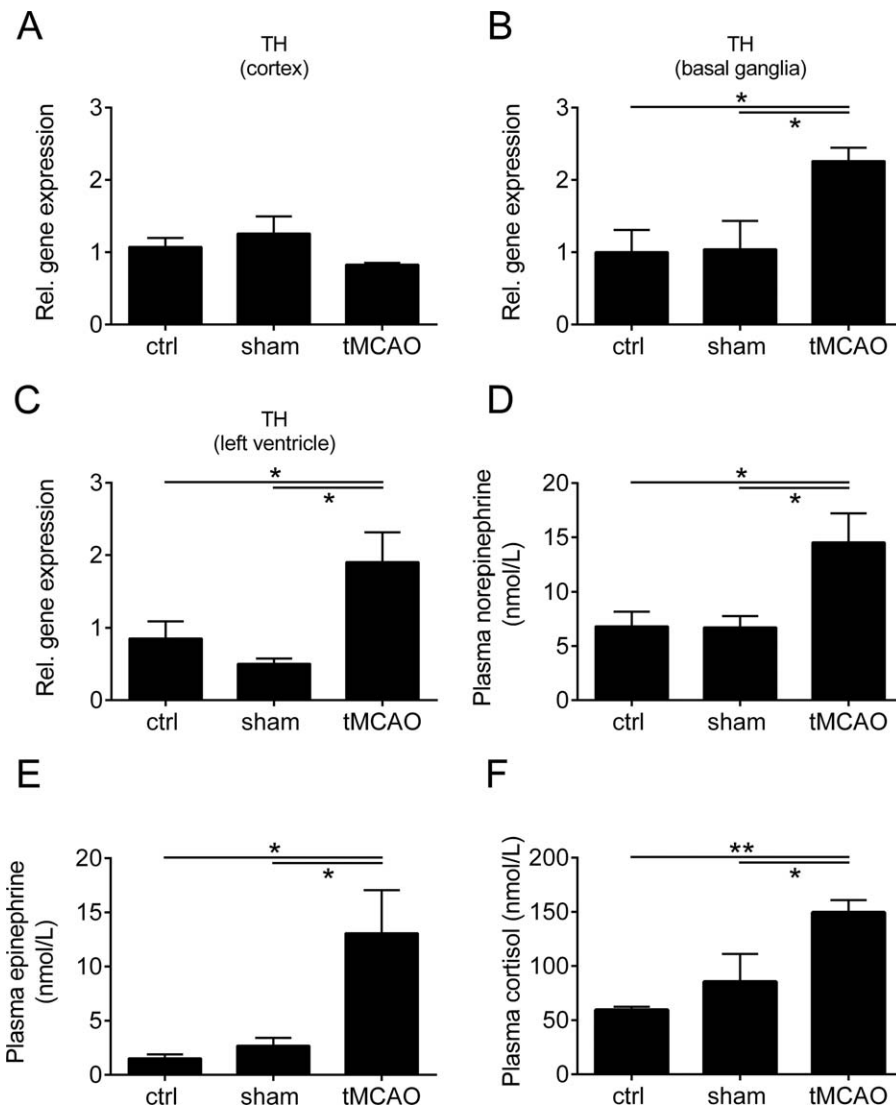 A
TH
(cortex)
Rel. gene expression
3
2
1
0
ctrl sham tMCAO
B
TH
(basal ganglia)
Rel. gene expression
3
2
1
0
*
*
ctrl sham tMCAO
C
TH
(left ventricle)
Rel. gene expression
3
2
1
0
*
*
ctrl sham tMCAO
D
Plasma norepinephrine
(nmol/L)
20
15
10
5
0
*
*
ctrl sham tMCAO
E
Plasma epinephrine
(nmol/L)
20
15
10
5
0
*
*
ctrl sham tMCAO
F
Plasma cortisol (nmol/L)
200
150
100
50
0
**
*
ctrl sham tMCAO